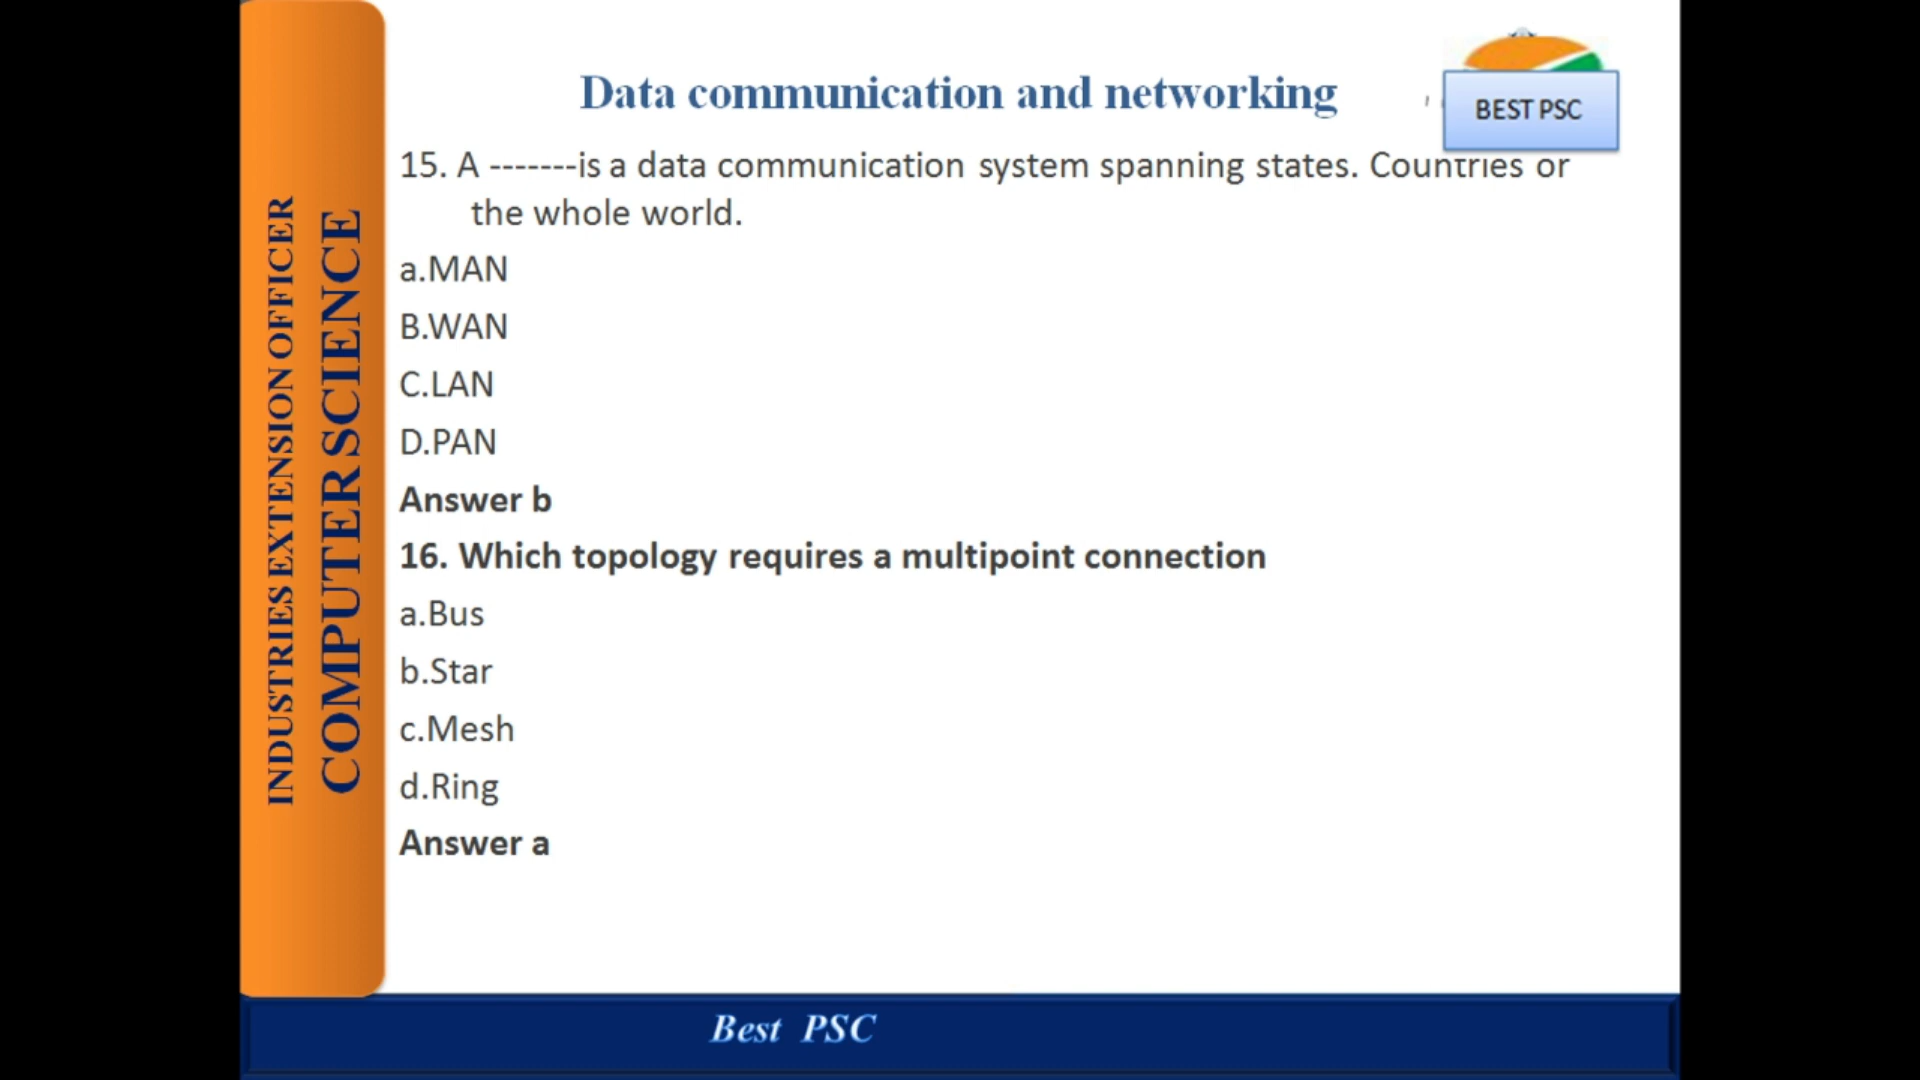 Data communication and networking
BEST PSC
15. A -------is a data communication system spanning states. Countries or
the whole world.
a.MAN
B.WAN
C.LAN
D.PAN
Answer b
16. Which topology requires a multipoint connection
a.Bus
b.Star
c.Mesh
d.Ring
Answer a
INDUSTRIES EXTENSION OFFICER
COMPUTER SCIENCE
Best PSC